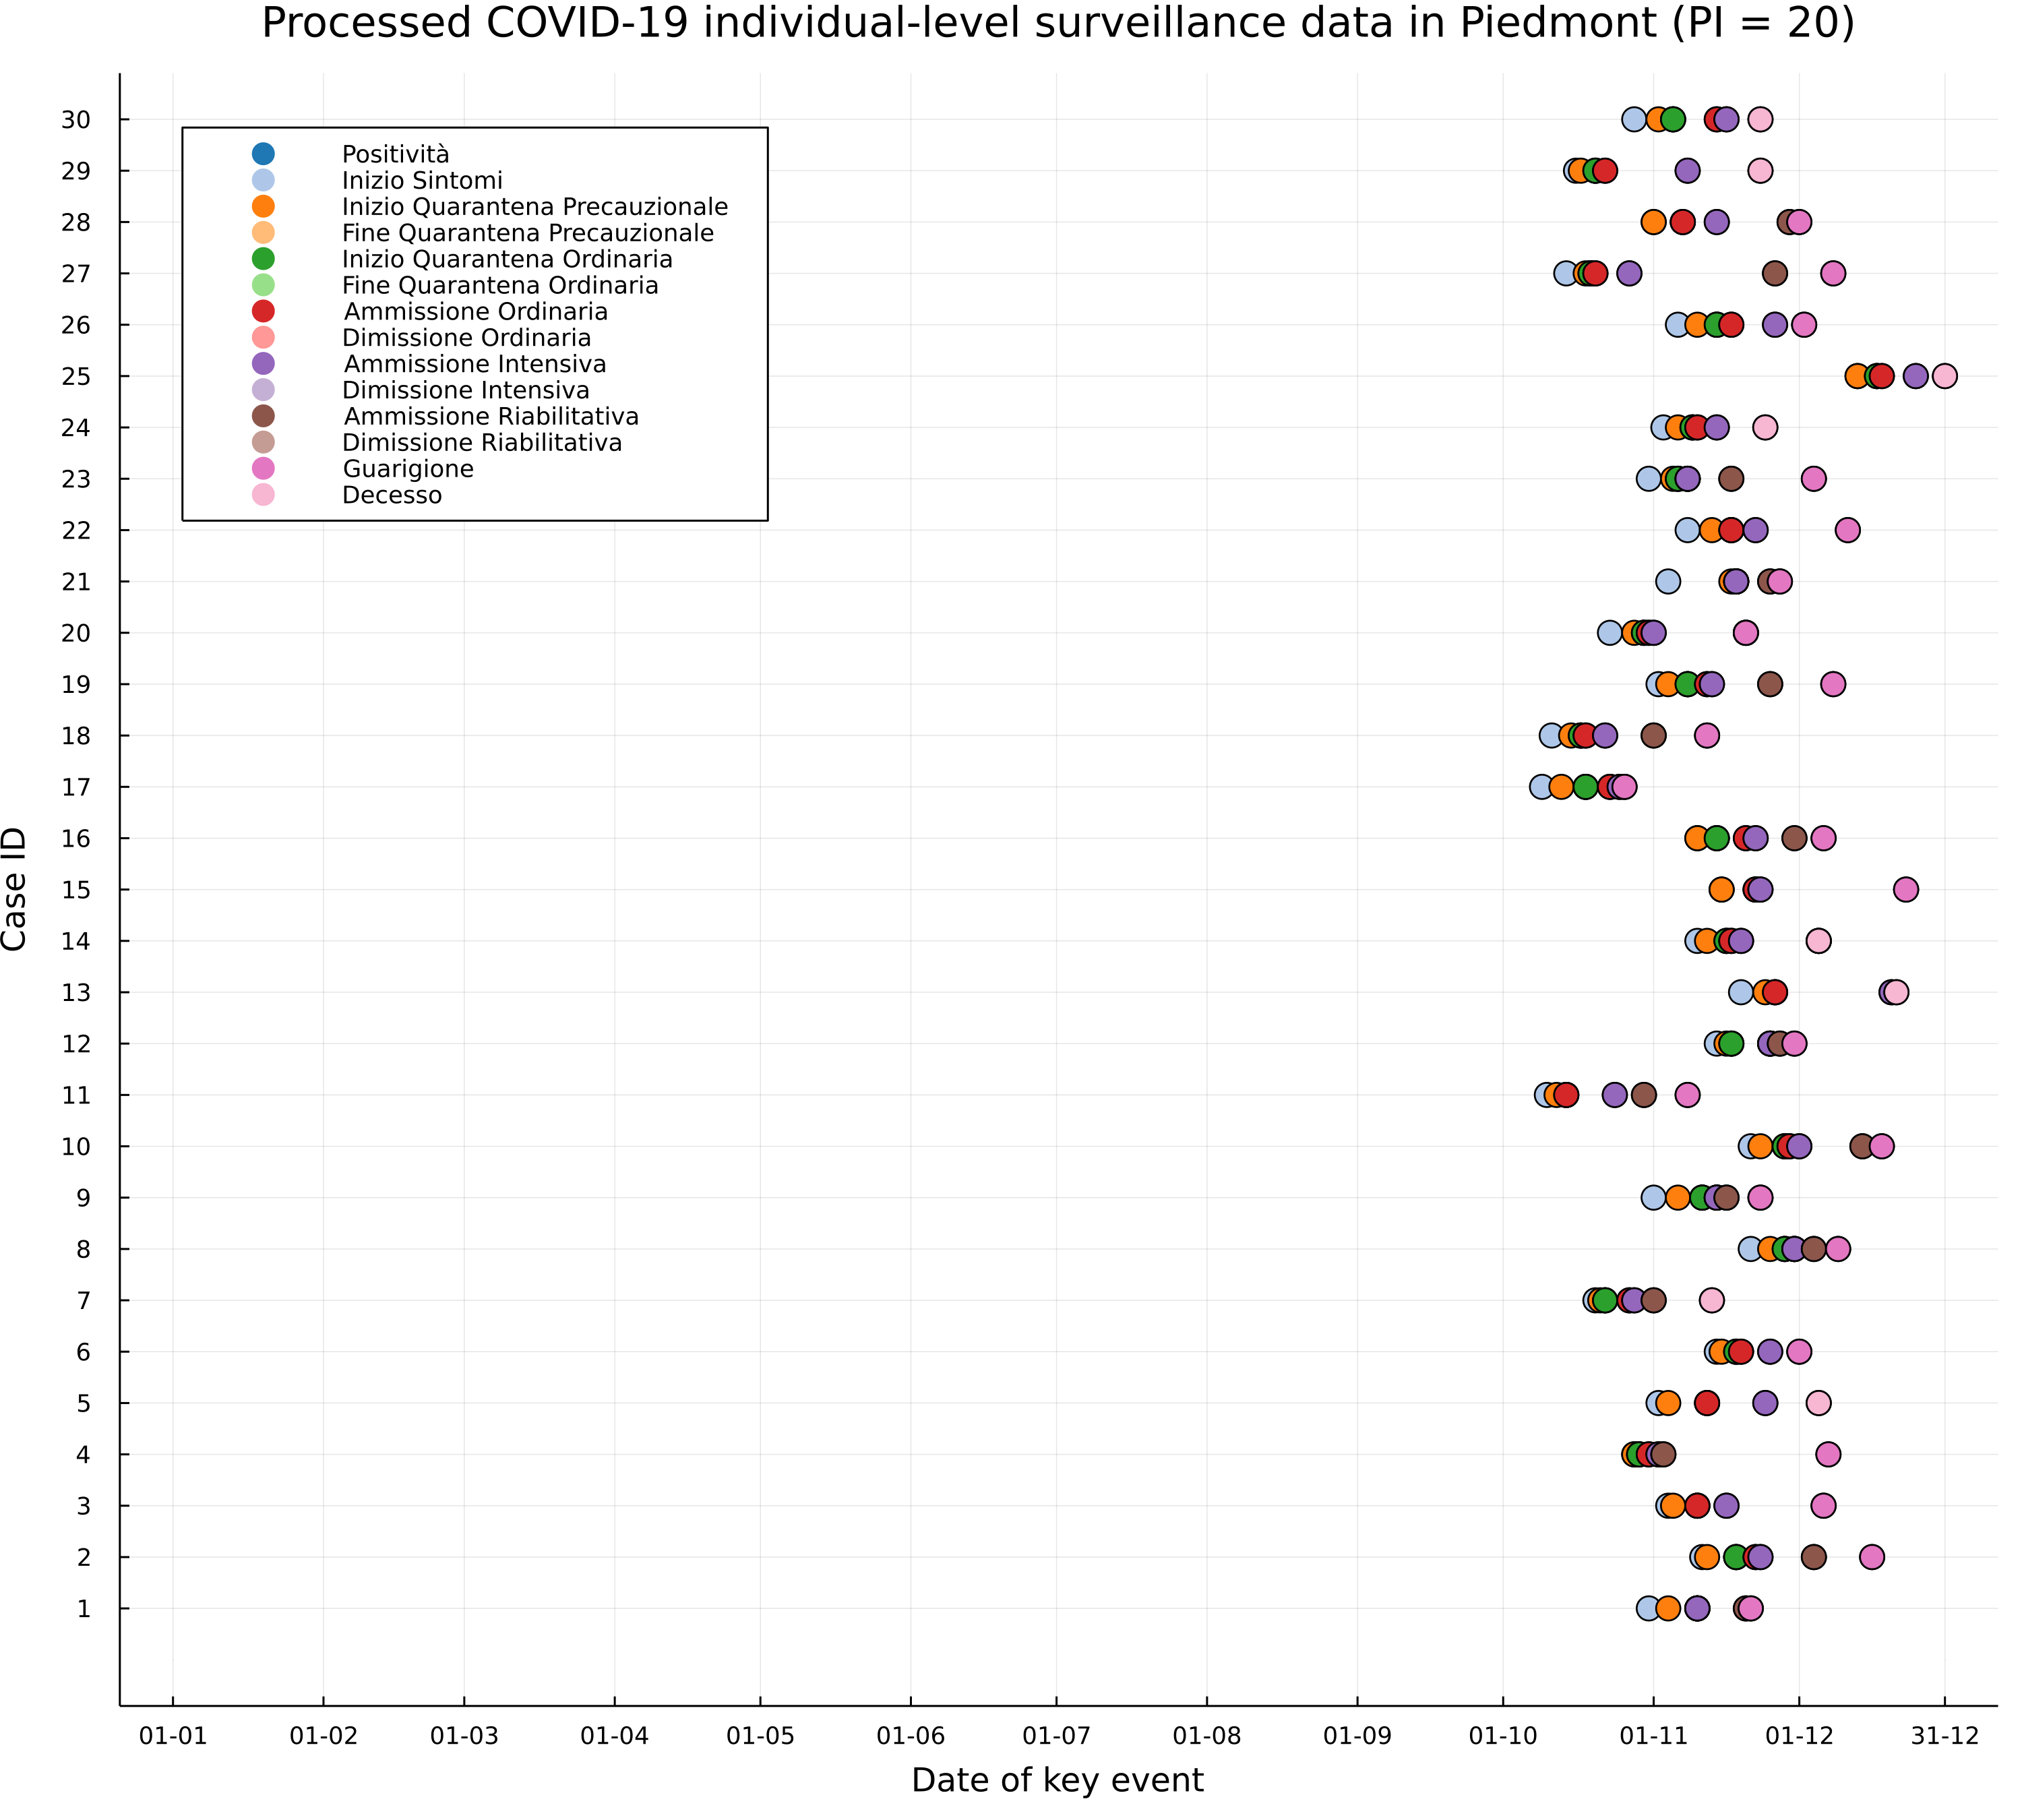 Processed COVID-19 individual-level surveillance data in Piedmont (PI = 20)
30
29
28
27
26
25
24
23
22
21
20
19
18
17
16
15
14
13
12
11
10
9
8
7
6
5
4
3
2
1
Positività
Inizio Sintomi
Inizio Quarantena Precauzionale
Fine Quarantena Precauzionale
Inizio Quarantena Ordinaria
Fine Quarantena Ordinaria
Ammissione Ordinaria
Dimissione Ordinaria
Ammissione Intensiva
Dimissione Intensiva
Ammissione Riabilitativa
Dimissione Riabilitativa
Guarigione
Decesso
Case ID
01-01 01-02 01-03 01-04 01-05 01-06 01-07 01-08 01-09 01-10 01-11 01-12 31-12
Date of key event